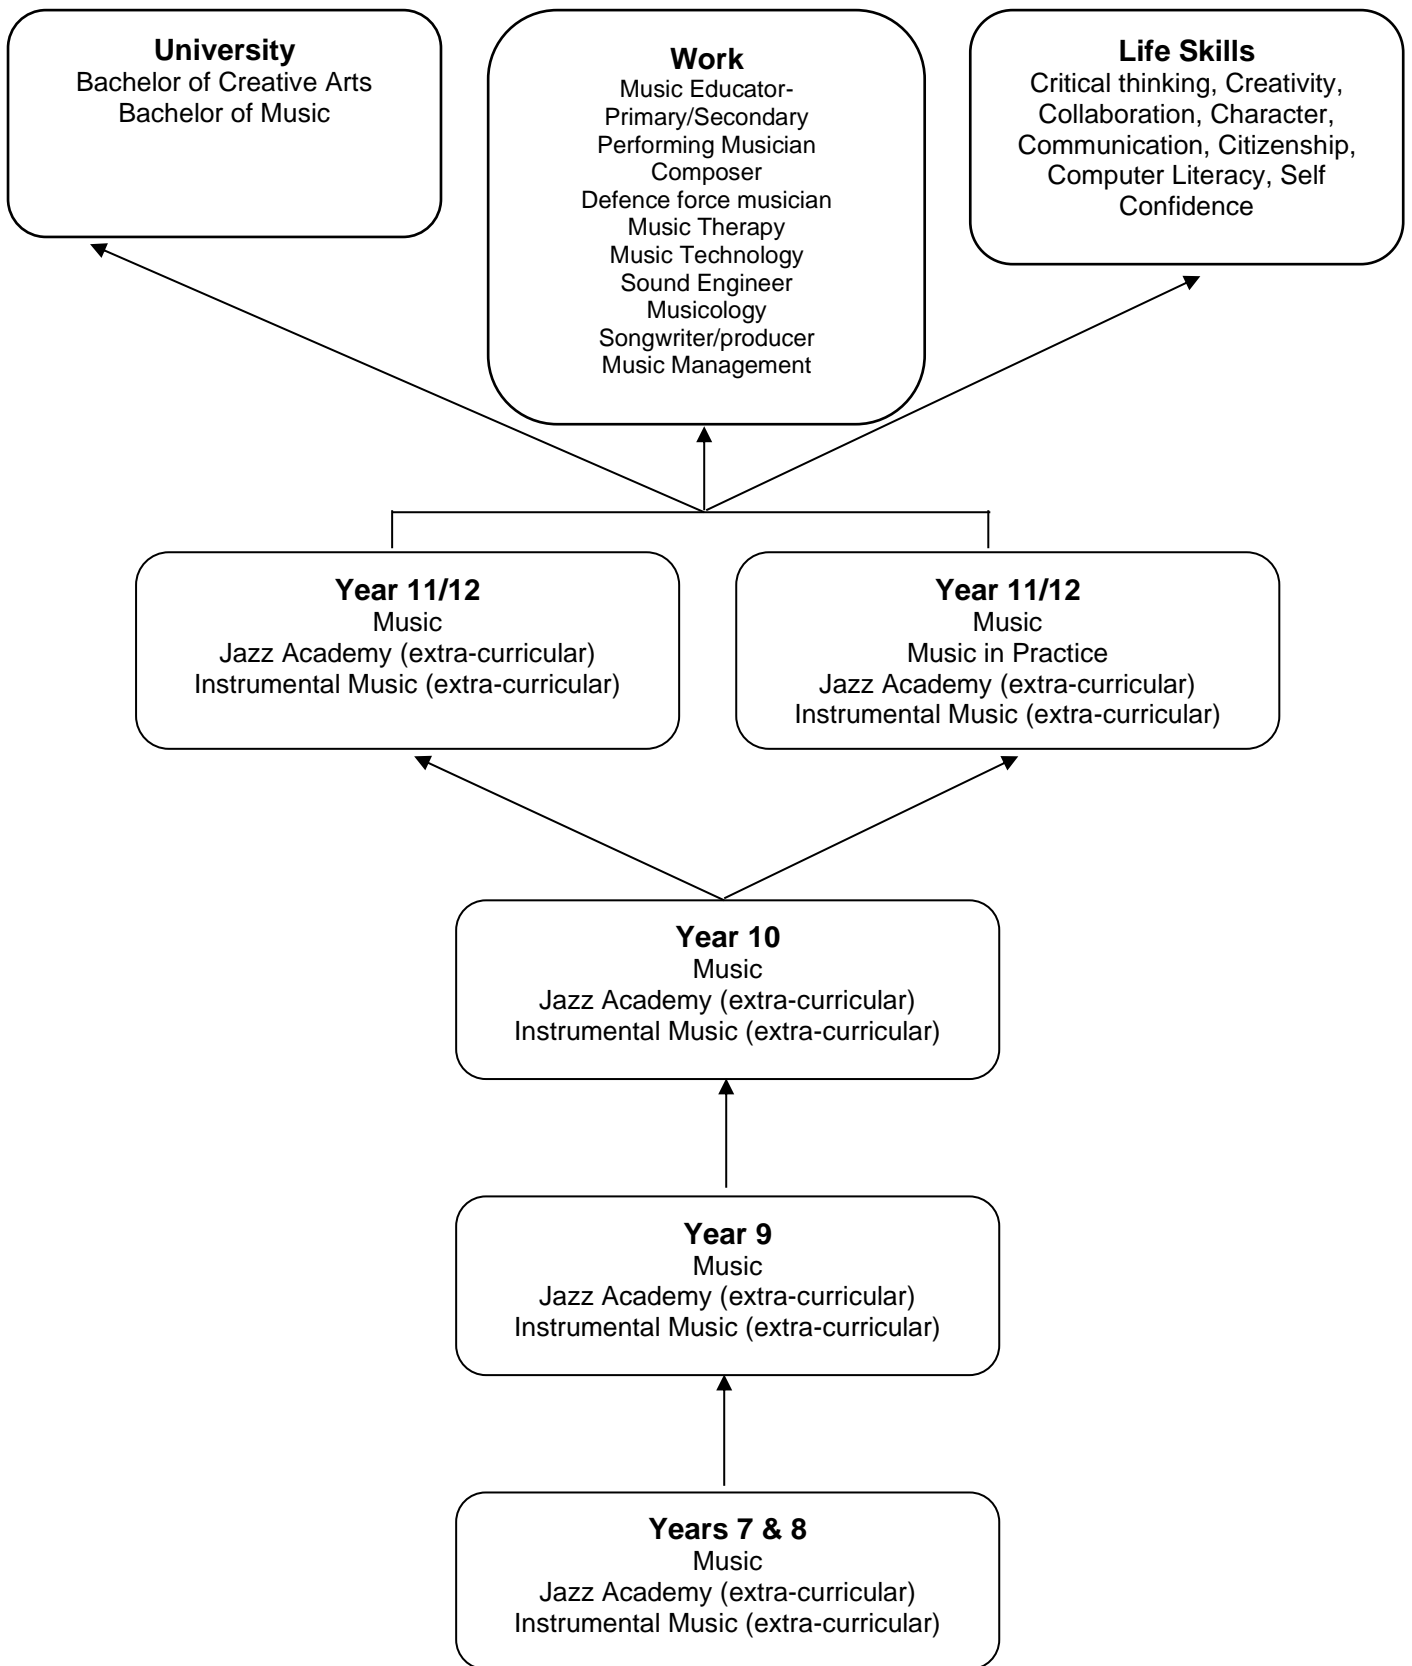 University
Bachelor of Creative Arts
Bachelor of Music
Work
Music Educator-
Primary/Secondary
Performing Musician
Composer
Defence force musician
Music Therapy
Music Technology
Sound Engineer
Musicology
Songwriter/producer
Music Management
Life Skills
Critical thinking, Creativity,
Collaboration, Character,
Communication, Citizenship,
Computer Literacy, Self
Confidence
Year 11/12
Music
Jazz Academy (extra-curricular)
Instrumental Music (extra-curricular)
Year 11/12
Music
Music in Practice
Jazz Academy (extra-curricular)
Instrumental Music (extra-curricular)
Year 10
Music
Jazz Academy (extra-curricular)
Instrumental Music (extra-curricular)
Year 9
Music
Jazz Academy (extra-curricular)
Instrumental Music (extra-curricular)
Years 7 & 8
Music
Jazz Academy (extra-curricular)
Instrumental Music (extra-curricular)